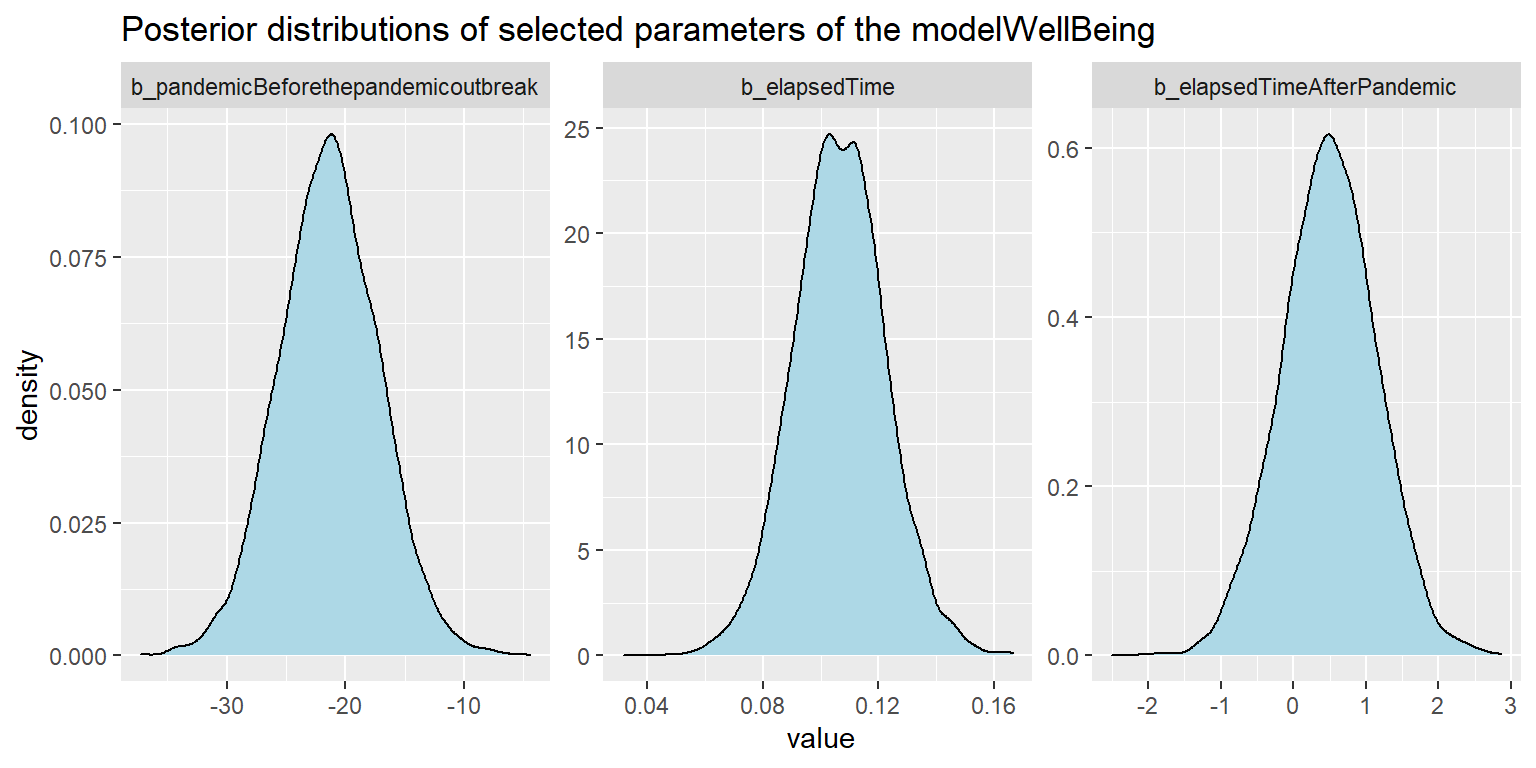 Posterior distributions of selected parameters of the modelWellBeing
b_pandemicBeforethepandemicoutbreak
b_elapsedTime
b_elapsedTimeAfterPandemic
density
0.100
0.075
0.050
0.025
0.000
-30 -20 -10
25
20
15
10
5
0
0.04 0.08 0.12 0.16
0.6
0.4
0.2
0.0
-2 -1 0 1 2 3
value